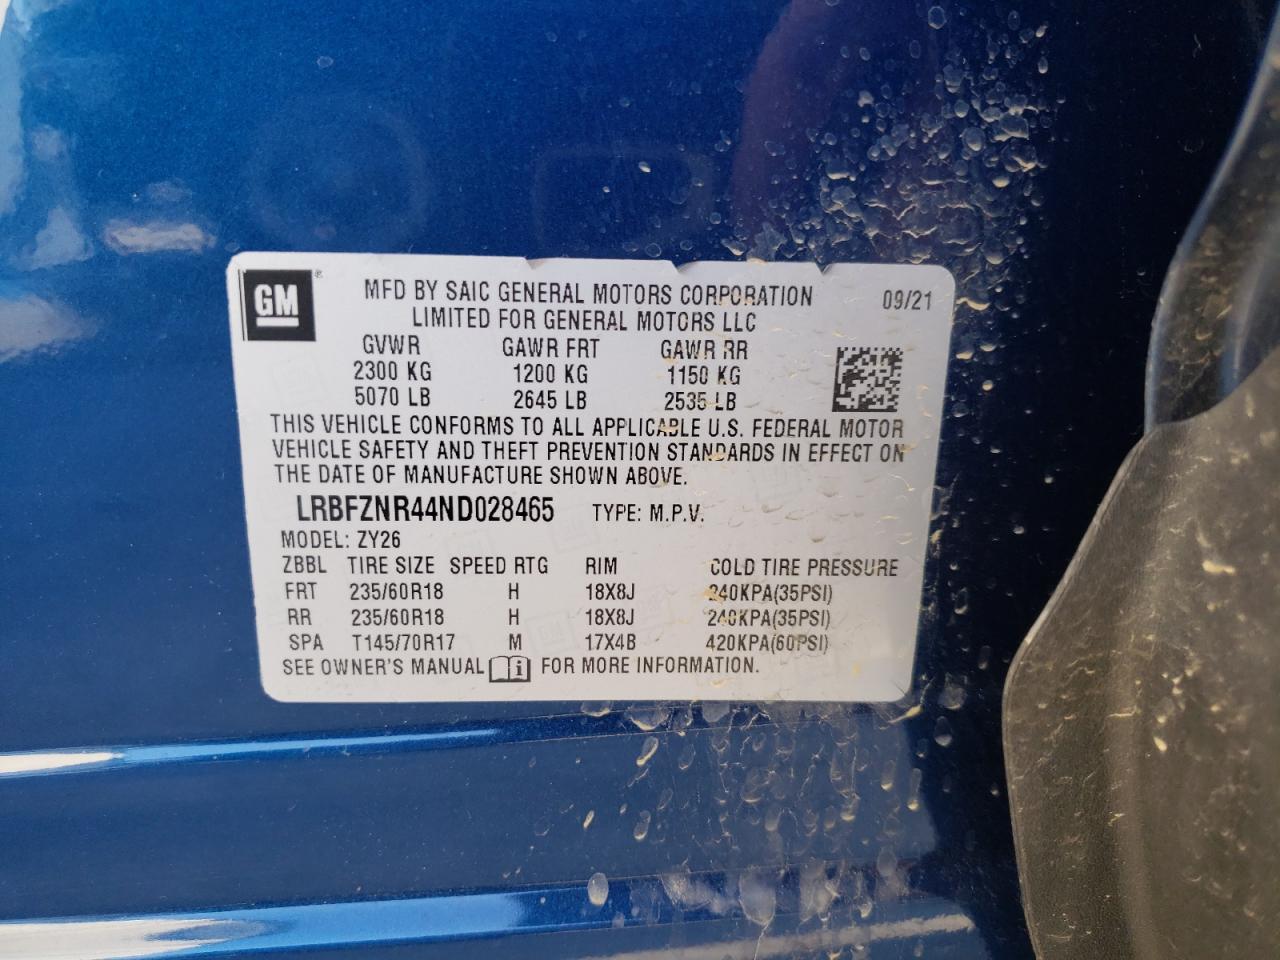 GM ®
MFD BY SAIC GENERAL MOTORS CORPORATION 09/21
LIMITED FOR GENERAL MOTORS LLC
GVWR GAWR FRT GAWR RR
2300 KG 1200 KG 1150 KG
5070 LB 2645 LB 2535 LB
THIS VEHICLE CONFORMS TO ALL APPLICABLE U.S. FEDERAL MOTOR
VEHICLE SAFETY AND THEFT PREVENTION STANDARDS IN EFFECT ON
THE DATE OF MANUFACTURE SHOWN ABOVE.
LRBFZNR44ND028465 TYPE: M.P.V.
MODEL: ZY26
ZBBL TIRE SIZE SPEED RTG RIM COLD TIRE PRESSURE
FRT 235/60R18 H 18X8J 240KPA(35PSI)
RR 235/60R18 H 18X8J 240KPA(35PSI)
SPA T145/70R17 M 17X4B 420KPA(60PSI)
SEE OWNER'S MANUAL i FOR MORE INFORMATION.